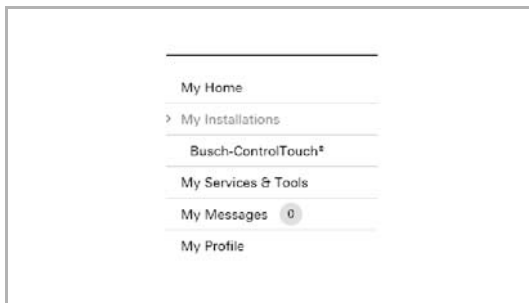 My Home
> My Installations
Busch-ControlTouch®
My Services & Tools
My Messages 0
My Profile